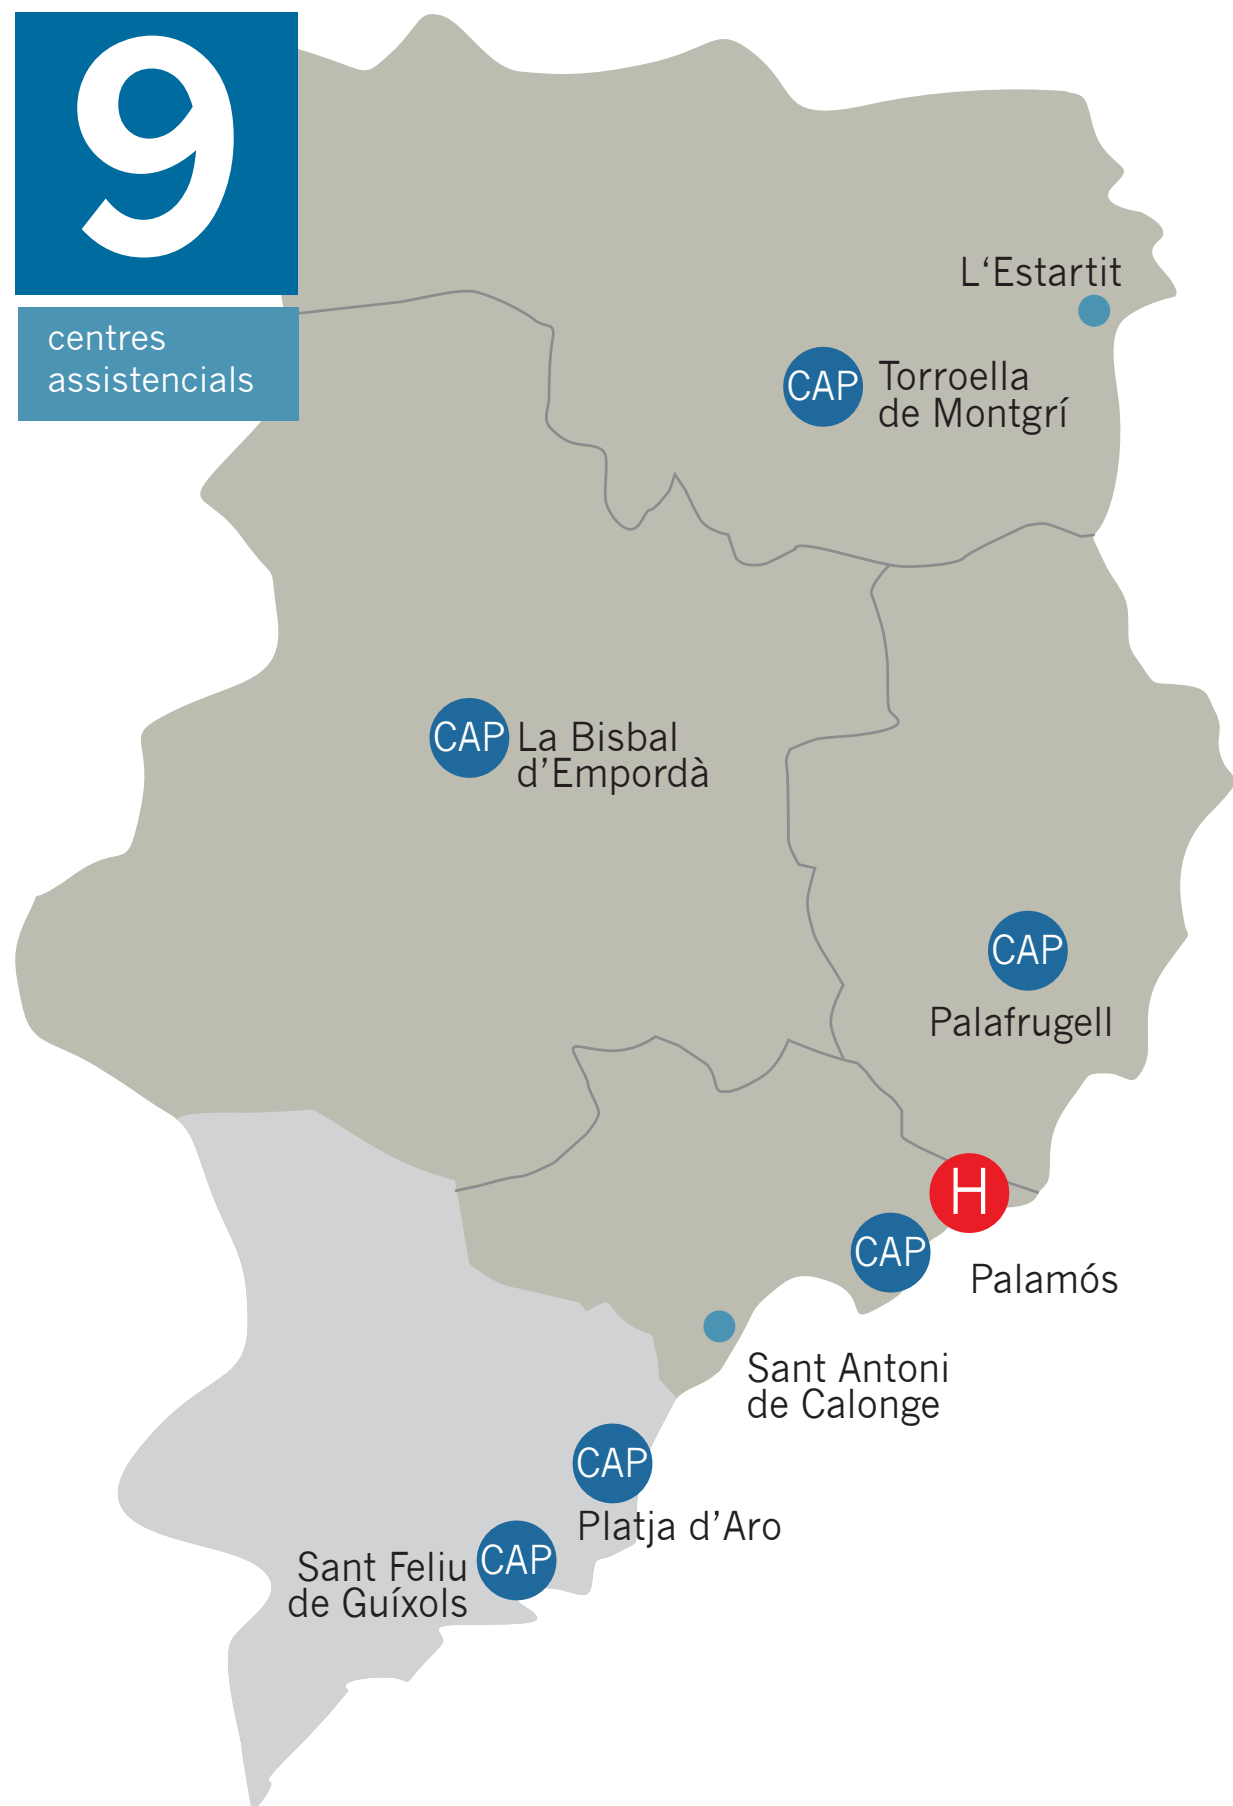 9
centres
assistencials
L‘Estartit
CAP
Torroella
de Montgrí
CAP
La Bisbal
d’Empordà
CAP
Palafrugell
H
CAP
Palamós
Sant Antoni
de Calonge
CAP
Platja d’Aro
CAP
Sant Feliu
de Guíxols